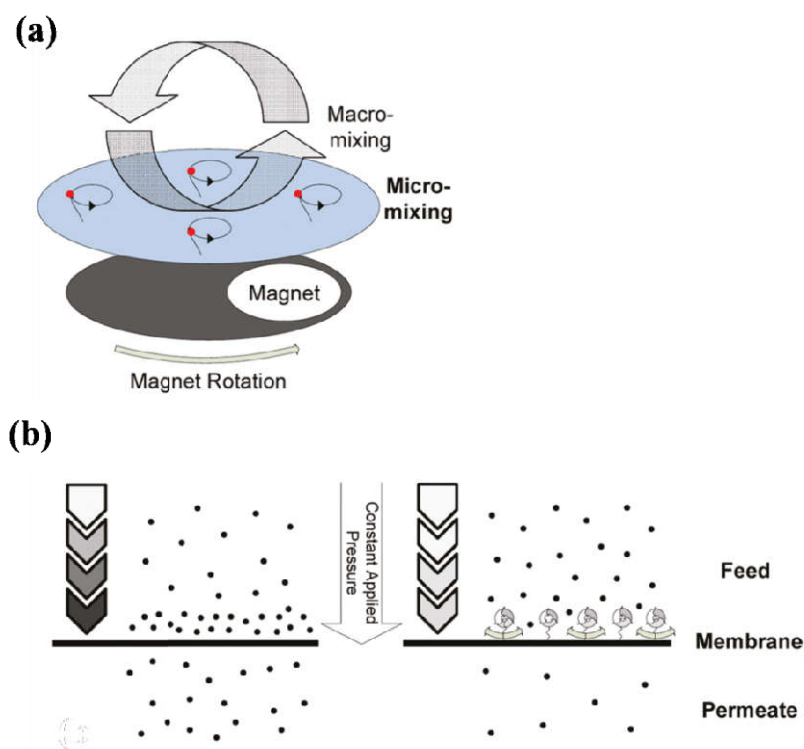 (a)
Macro-
mixing
Micro-
mixing
Magnet
Magnet Rotation
(b)
Constant Applied
Pressure
Feed
Membrane
Permeate